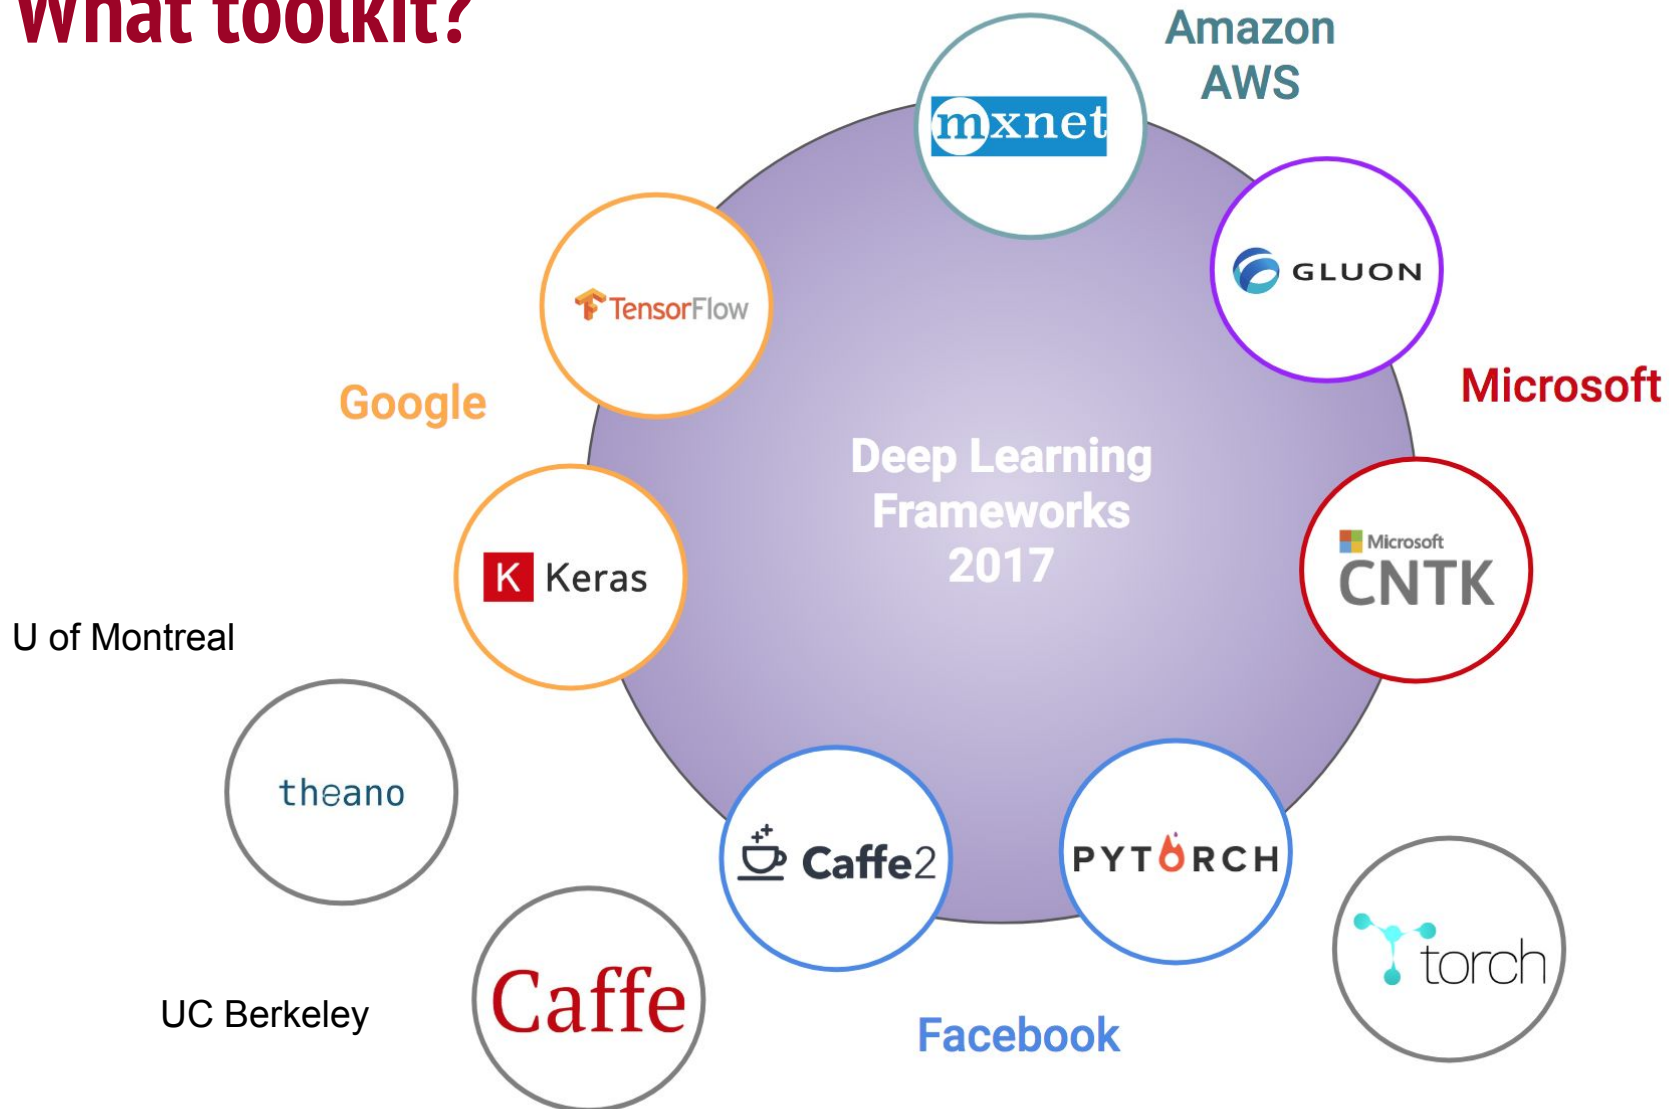 What toolkit?
Amazon
AWS
mxnet
GLUON
TensorFlow
Google
Microsoft
Deep Learning
Frameworks
2017
Keras
K
Microsoft
CNTK
U of Montreal
theano
Caffe2
PYTORCH
torch
Caffe
UC Berkeley
Facebook